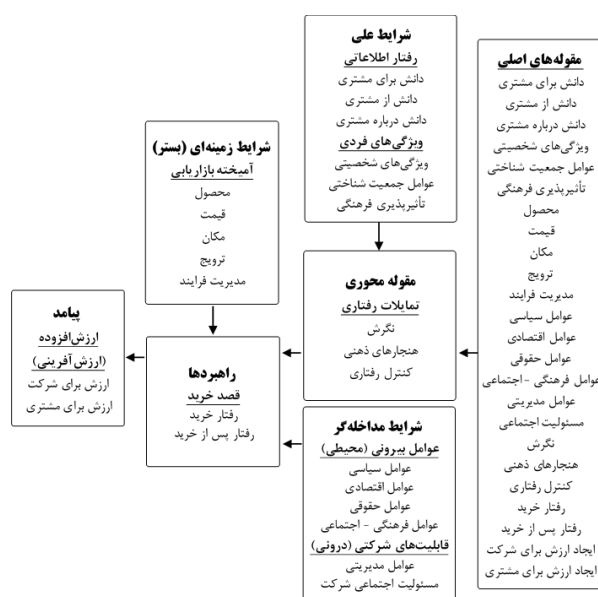 مقوله‌های اصلی
دانش برای مشتری
دانش از مشتری
دانش درباره مشتری
ویژگی‌های شخصیتی
عوامل جمعیت شناختی
تأثیرپذیری فرهنگی
محصول
قیمت
مکان
ترویج
مدیریت فرایند
عوامل سیاسی
عوامل اقتصادی
عوامل حقوقی
عوامل فرهنگی -اجتماعی
عوامل مدیریتی
مسئولیت اجتماعی
نگرش
هنجارهای ذهنی
کنترل رفتاری
رفتار خرید
رفتار پس از خرید
ایجاد ارزش برای شرکت
ایجاد ارزش برای مشتری
شرایط علی
رفتار اطلاعاتی
دانش برای مشتری
دانش از مشتری
دانش درباره مشتری
ویژگی‌های فردی
ویژگی‌های شخصیتی
عوامل جمعیت شناختی
تأثیرپذیری فرهنگی
مقوله محوری
تمایلات رفتاری
نگرش
هنجارهای ذهنی
کنترل رفتاری
شرایط مداخله‌گر
عوامل بیرونی (محیطی)
عوامل سیاسی
عوامل اقتصادی
عوامل حقوقی
عوامل فرهنگی - اجتماعی
قابلیت‌های شرکتی (درونی)
عوامل مدیریتی
مسئولیت اجتماعی شرکت
شرایط زمینه‌ای (بستر)
آمیخته بازاریابی
محصول
قیمت
مکان
ترویج
مدیریت فرایند
راهبردها
قصد خرید
رفتار خرید
رفتار پس از خرید
پیامد
ارزش‌افزوده
(ارزش‌آفرینی)
ارزش برای شرکت
ارزش برای مشتری